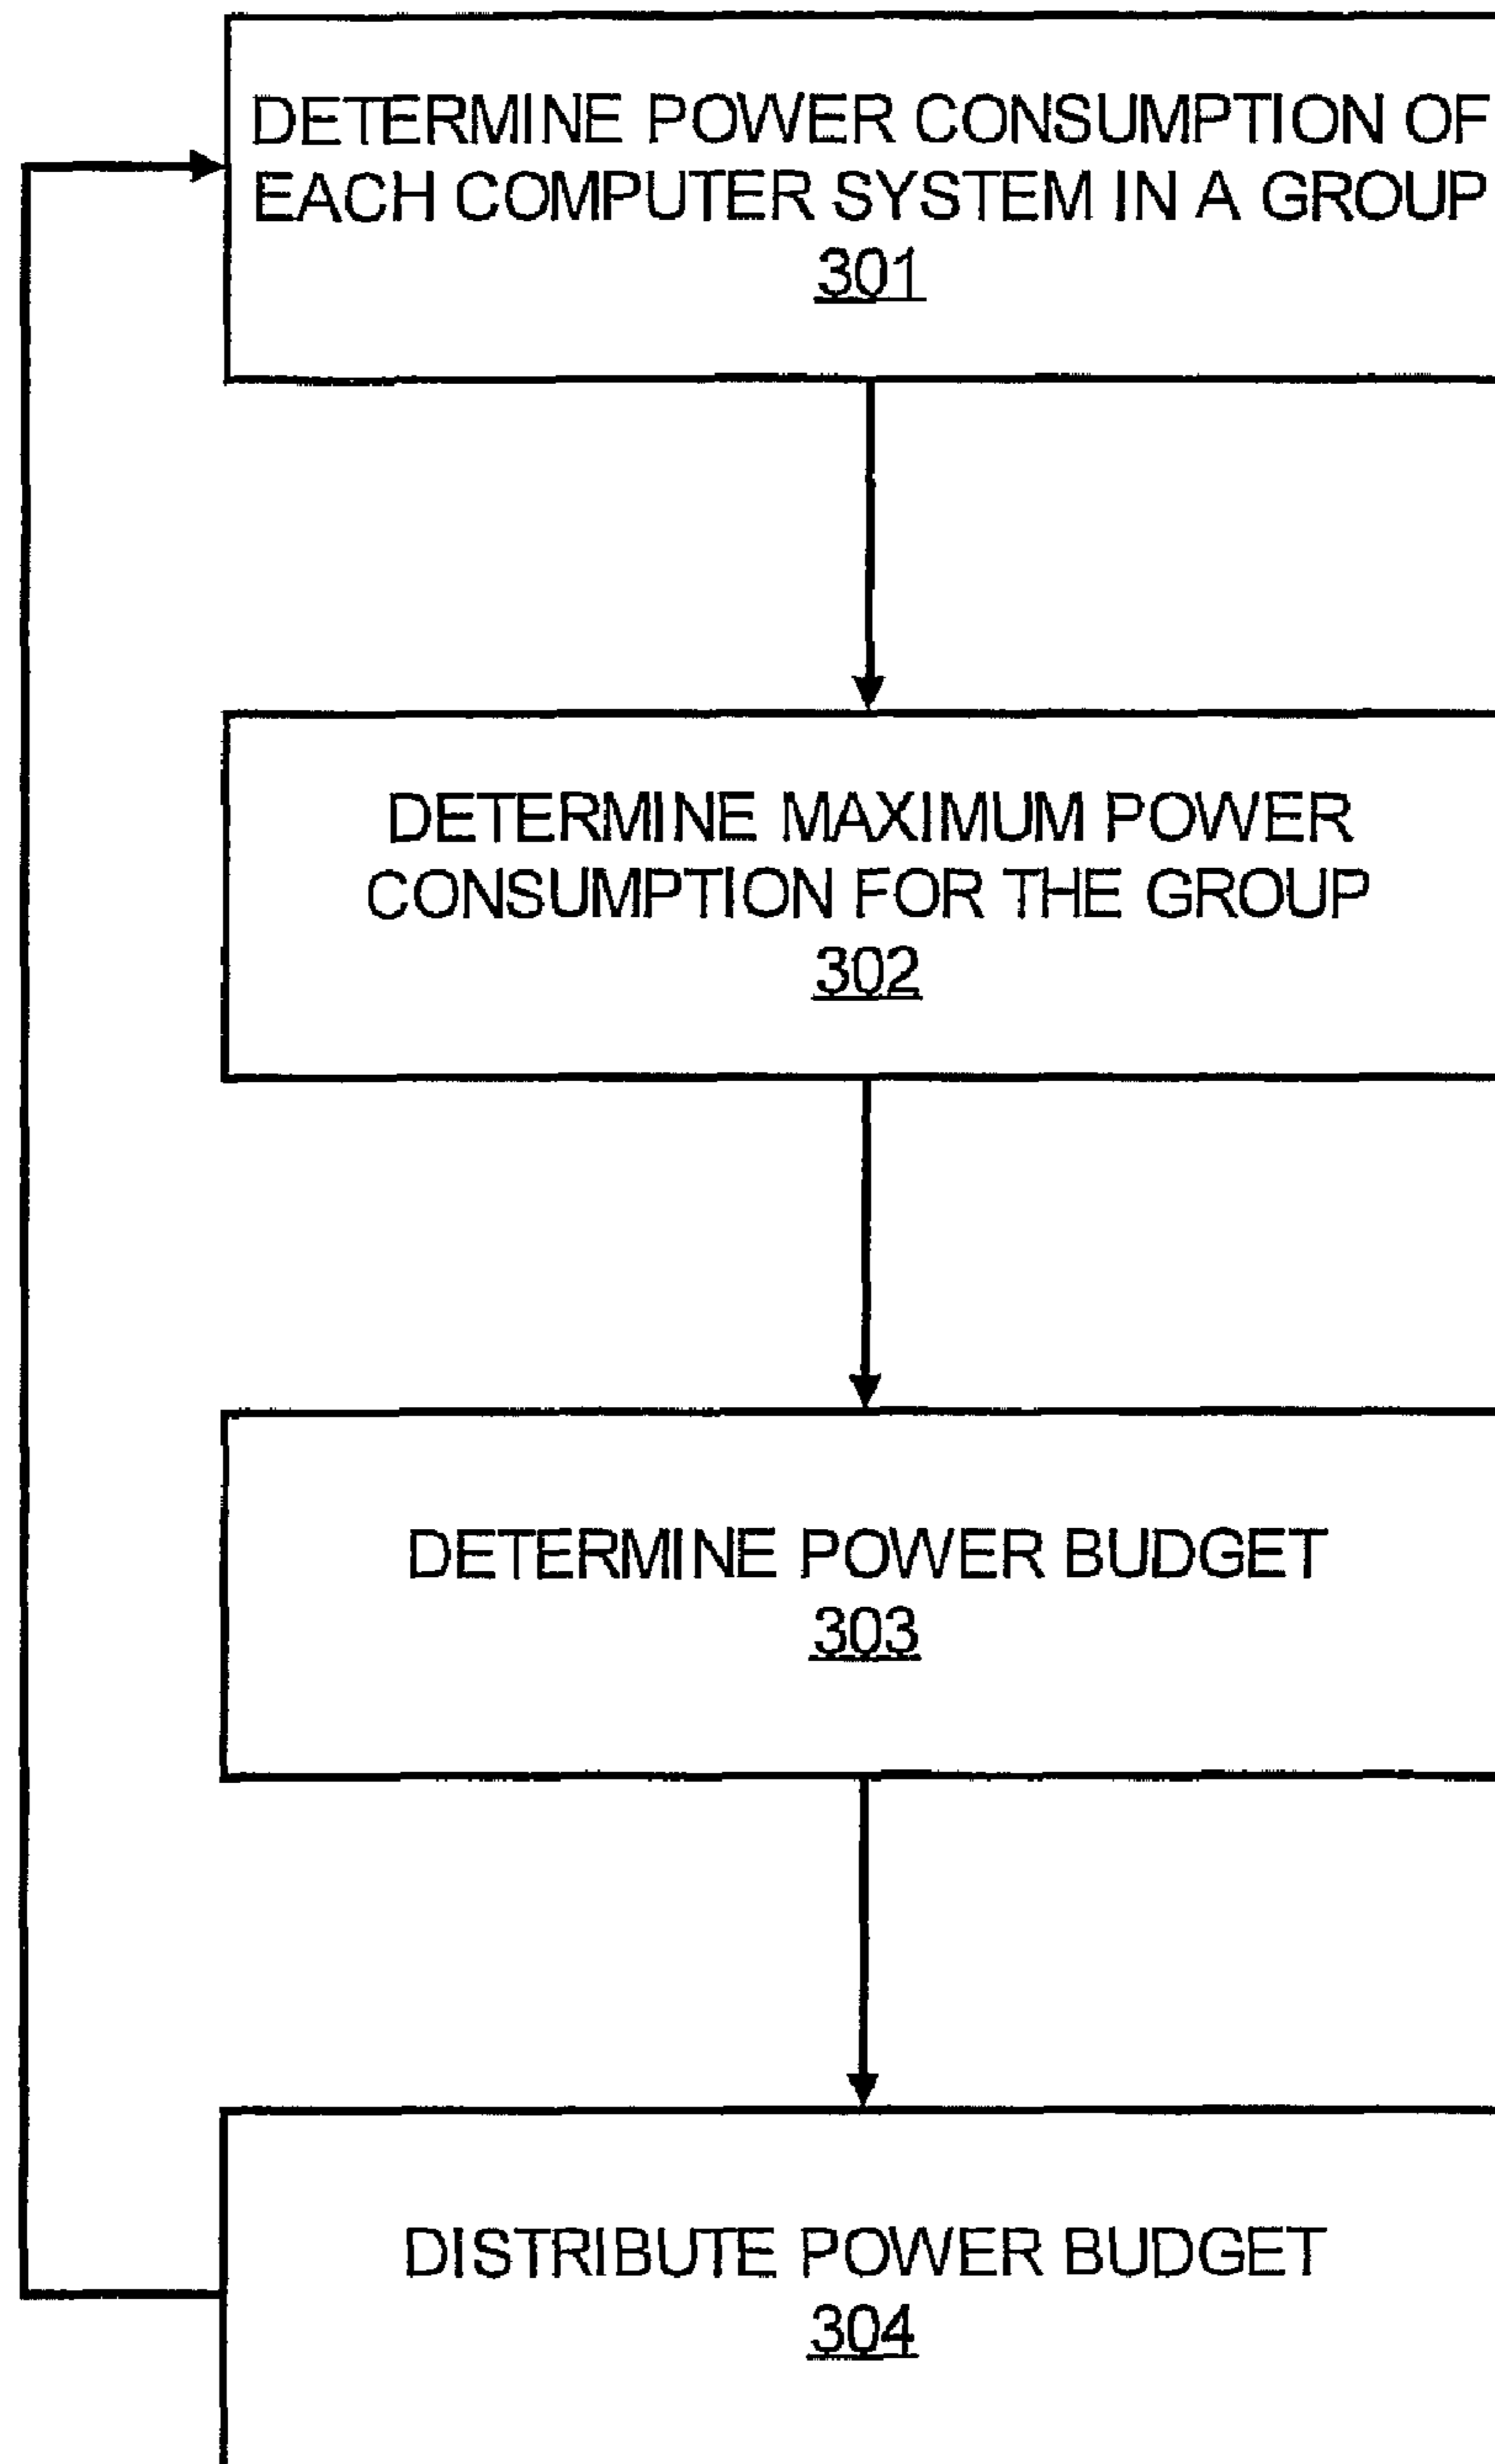 DETERMINE POWER CONSUMPTION OF
EACH COMPUTER SYSTEM IN A GROUP
301
DETERMINE MAXIMUM POWER
CONSUMPTION FOR THE GROUP
302
DETERMINE POWER BUDGET
303
DISTRIBUTE POWER BUDGET
304